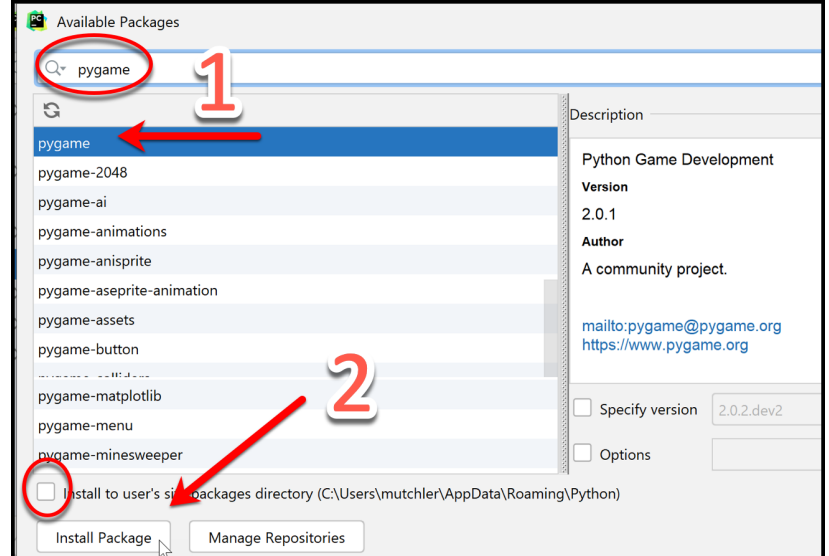 PC
Available Packages
pygame
1
pygame
pygame-2048
pygame-ai
pygame-animations
pygame-anisprite
pygame-aseprite-animation
pygame-assets
pygame-button
pygame-matplotlib
pygame-menu
pygame-minesweeper
2
Description
Python Game Development
Version
2.0.1
Author
A community project.
mailto:pygame@pygame.org
https://www.pygame.org
Specify version 2.0.2.dev2
Options
Install to user's site packages directory (C:\Users\mutchler\AppData\Roaming\Python)
Install Package Manage Repositories